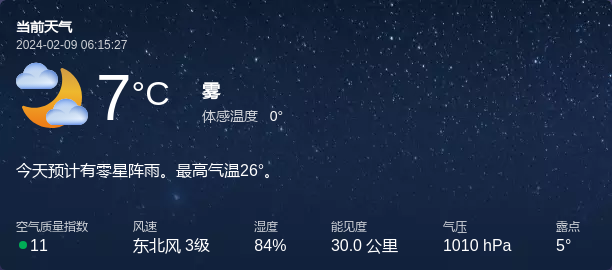 当前天气
2024-02-09 06:15:27
7°C
雾
体感温度 0°
今天预计有零星阵雨。最高气温26°。
空气质量指数 风速 湿度 能见度 气压 露点
11 东北风 3级 84% 30.0 公里 1010 hPa 5°